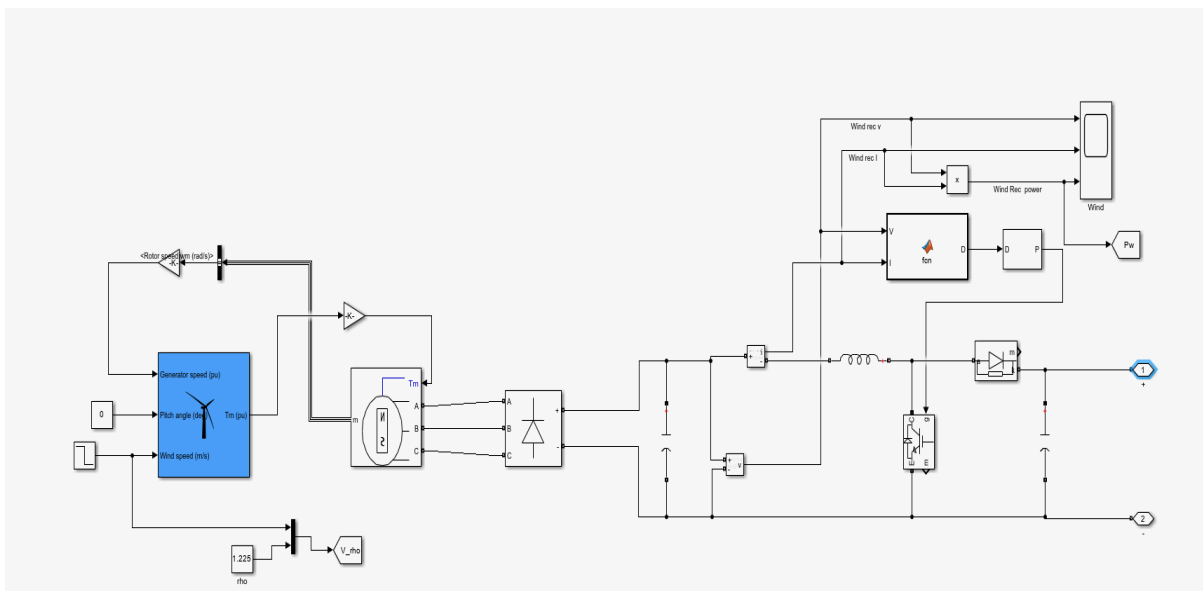 Wind rec v
Wind rec I
x
Wind Rec power
Wind
V
I
fcn
D
D
P
Pw
<Rotor speed wm (rad/s)>
-K-
-K-
Generator speed (pu)
Pitch angle (deg)
Tm (pu)
Wind speed (m/s)
0
Tm
m
A
B
C
N
S
A
B
C
+
-
+
i
-
+
-
v
m
a
k
g
C
E
m
1
+
2
-
1.225
rho
V_rho